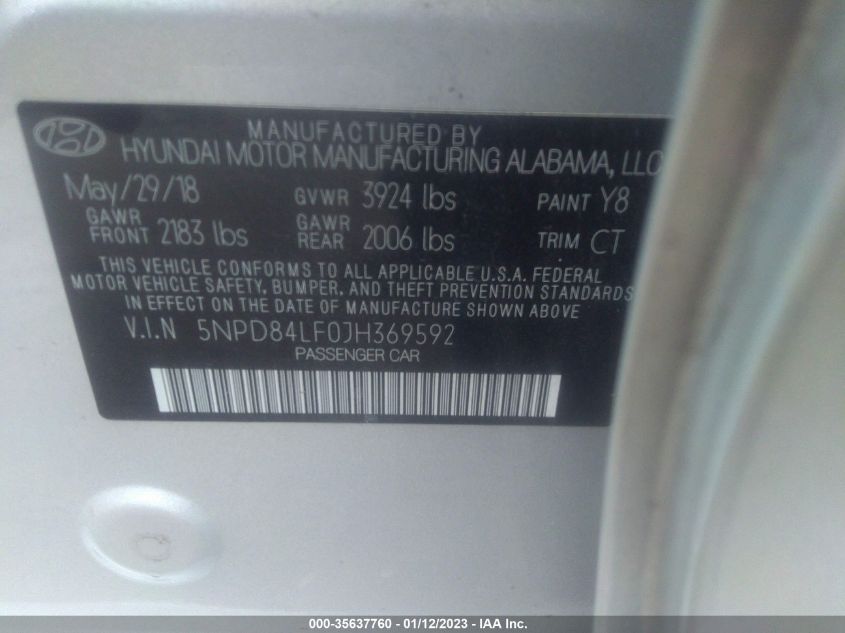 MANUFACTURED BY
HYUNDAI MOTOR MANUFACTURING ALABAMA, LLC
May/29/18 GVWR 3924 lbs PAINT Y8
GAWR FRONT 2183 lbs GAWR REAR 2006 lbs TRIM CT
THIS VEHICLE CONFORMS TO ALL APPLICABLE U.S.A. FEDERAL
MOTOR VEHICLE SAFETY, BUMPER, AND THEFT PREVENTION STANDARDS
IN EFFECT ON THE DATE OF MANUFACTURE SHOWN ABOVE
V.I.N 5NPD84LF0JH369592
PASSENGER CAR
000-35637760 - 01/12/2023 - IAA Inc.